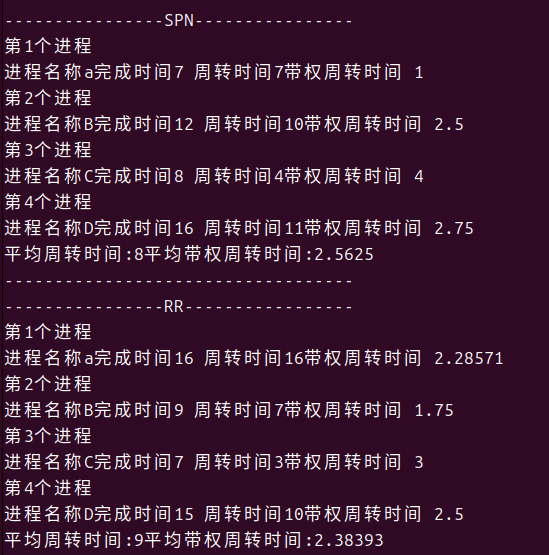 ----------------SPN----------------
第1个进程
进程名称a完成时间7 周转时间7带权周转时间 1
第2个进程
进程名称B完成时间12 周转时间10带权周转时间 2.5
第3个进程
进程名称C完成时间8 周转时间4带权周转时间 4
第4个进程
进程名称D完成时间16 周转时间11带权周转时间 2.75
平均周转时间:8平均带权周转时间:2.5625
-----------------------------------
----------------RR-----------------
第1个进程
进程名称a完成时间16 周转时间16带权周转时间 2.28571
第2个进程
进程名称B完成时间9 周转时间7带权周转时间 1.75
第3个进程
进程名称C完成时间7 周转时间3带权周转时间 3
第4个进程
进程名称D完成时间15 周转时间10带权周转时间 2.5
平均周转时间:9平均带权周转时间:2.38393